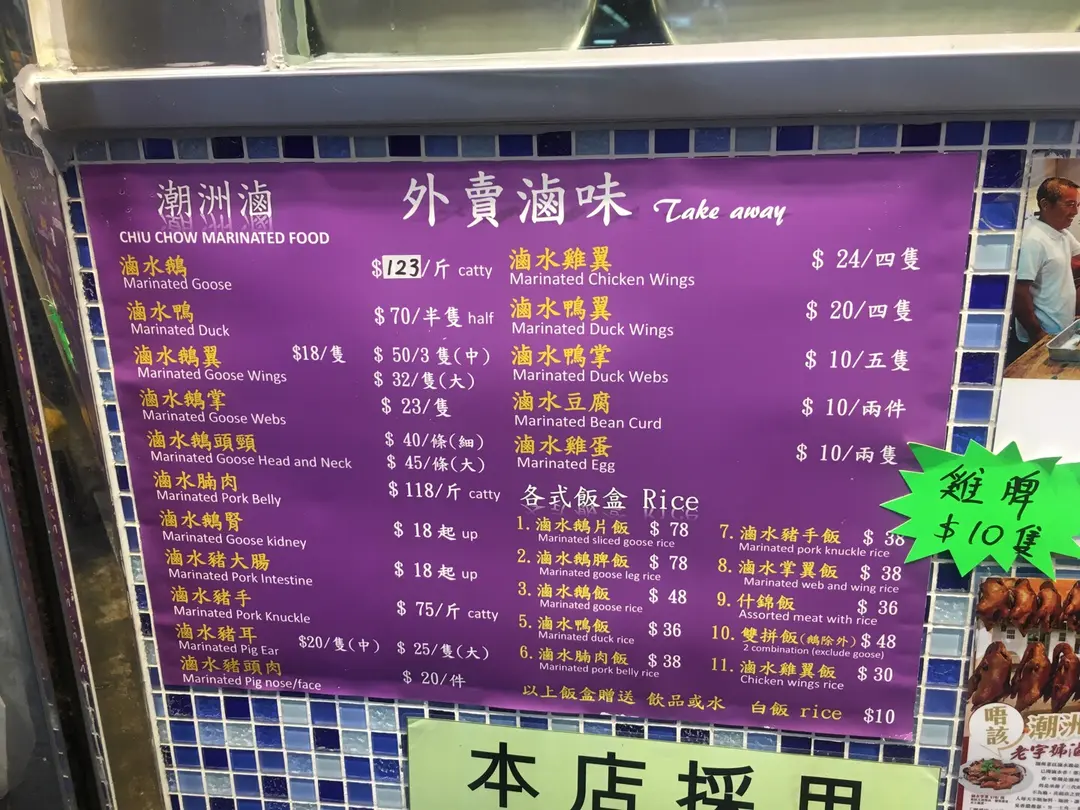 潮洲滷
外賣滷味 Take away
CHIU CHOW MARINATED FOOD
滷水鵝 $123/斤 catty
Marinated Goose
滷水鴨 $70/半隻 half
Marinated Duck
滷水鵝翼 $18/隻 $50/3隻(中)
Marinated Goose Wings $32/隻(大)
滷水鵝掌 $23/隻
Marinated Goose Webs
滷水鵝頭頸 $40/條(細)
Marinated Goose Head and Neck $45/條(大)
滷水腩肉 $118/斤 catty
Marinated Pork Belly
滷水鵝腎 $18起 up
Marinated Goose kidney
滷水豬大腸 $18起 up
Marinated Pork Intestine
滷水豬手 $75/斤 catty
Marinated Pork Knuckle
滷水豬耳 $20/隻(中) $25/隻(大)
Marinated Pig Ear
滷水豬頭肉 $20/件
Marinated Pig nose/face
滷水雞翼 $24/四隻
Marinated Chicken Wings
滷水鴨翼 $20/四隻
Marinated Duck Wings
滷水鴨掌 $10/五隻
Marinated Duck Webs
滷水豆腐 $10/兩件
Marinated Bean Curd
滷水雞蛋 $10/兩隻
Marinated Egg
各式飯盒 Rice
1. 滷水鵝片飯 $78
Marinated sliced goose rice
2. 滷水鵝脾飯 $78
Marinated goose leg rice
3. 滷水鵝飯 $48
Marinated goose rice
5. 滷水鴨飯 $36
Marinated duck rice
6. 滷水腩肉飯 $38
Marinated pork belly rice
7. 滷水豬手飯 $38
Marinated pork knuckle rice
8. 滷水掌翼飯 $38
Marinated web and wing rice
9. 什錦飯 $36
Assorted meat with rice
10. 雙拼飯(鵝除外) $48
2 combination (exclude goose)
11. 滷水雞翼飯 $30
Chicken wings rice
以上飯盒贈送 飲品或水 白飯 rice $10
雞脾
$10隻
唔該
潮洲
老字號滷
本店採用